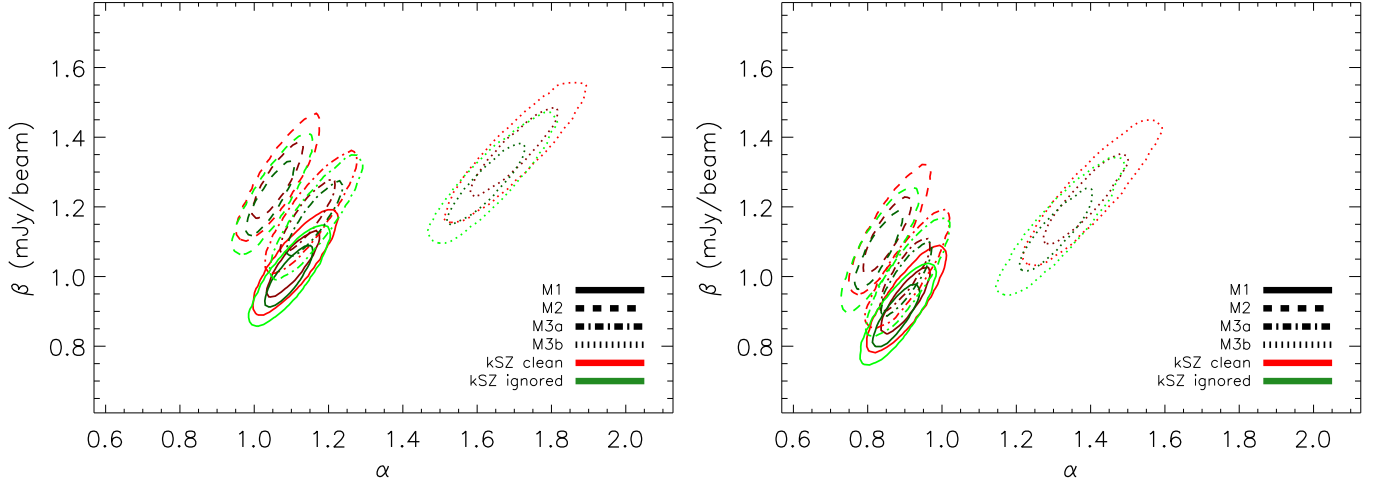 β (mJy/beam)
1.6
1.4
1.2
1.0
0.8
M1
M2
M3a
M3b
kSZ clean
kSZ ignored
0.6 0.8 1.0 1.2 1.4 1.6 1.8 2.0
α
β (mJy/beam)
1.6
1.4
1.2
1.0
0.8
M1
M2
M3a
M3b
kSZ clean
kSZ ignored
0.6 0.8 1.0 1.2 1.4 1.6 1.8 2.0
α